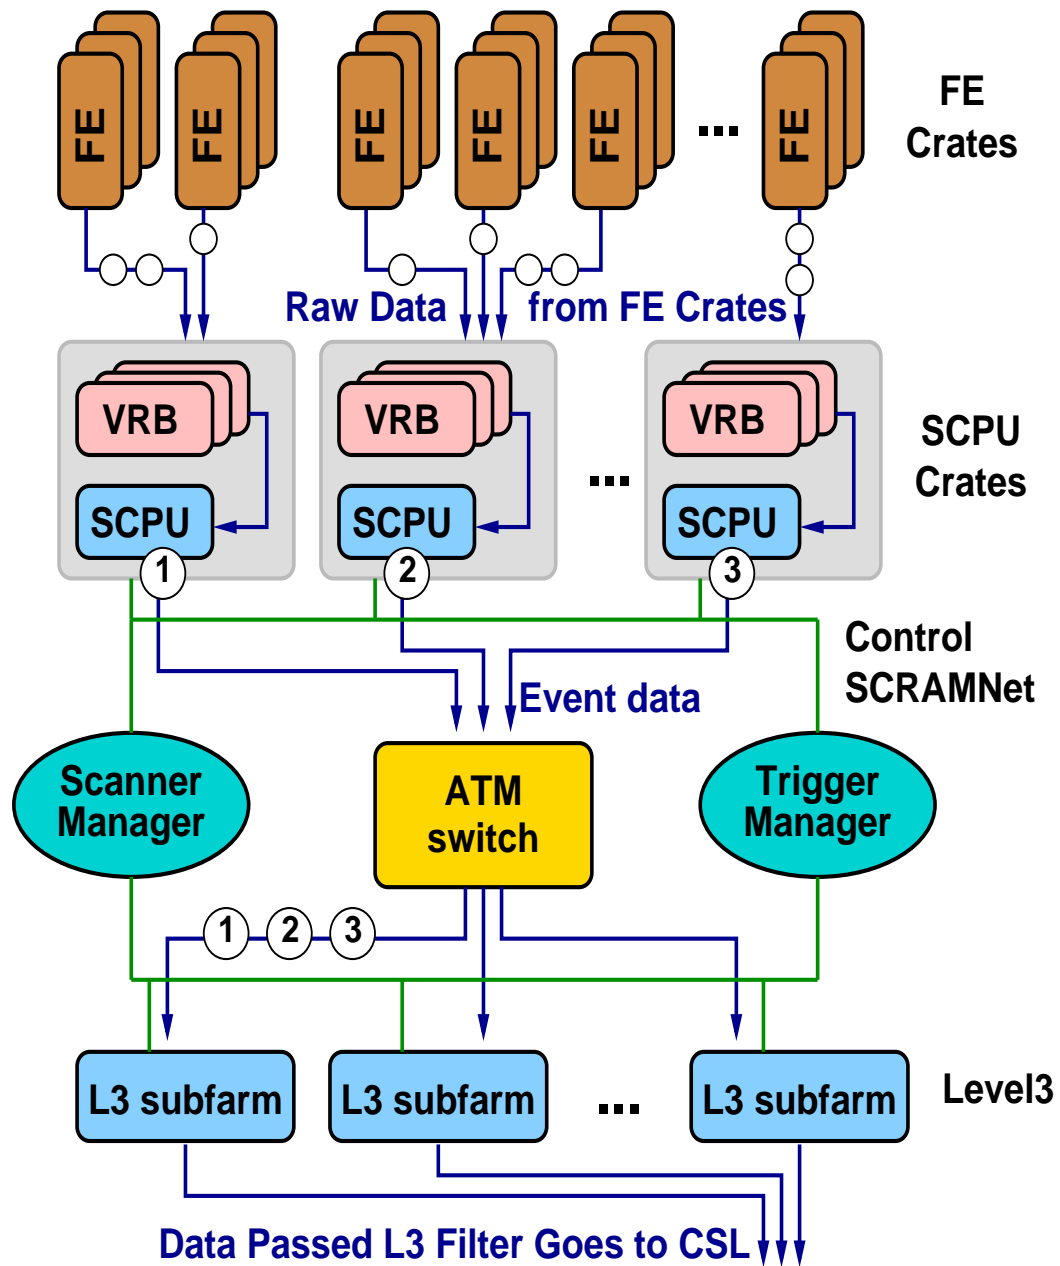 FE FE FE FE FE FE
...
FE
Crates
Raw Data from FE Crates
VRB VRB VRB
SCPU SCPU SCPU
...
SCPU
Crates
1 2 3
Control
SCRAMNet
Event data
Scanner
Manager
ATM
switch
Trigger
Manager
1 2 3
L3 subfarm L3 subfarm ... L3 subfarm
Level3
Data Passed L3 Filter Goes to CSL